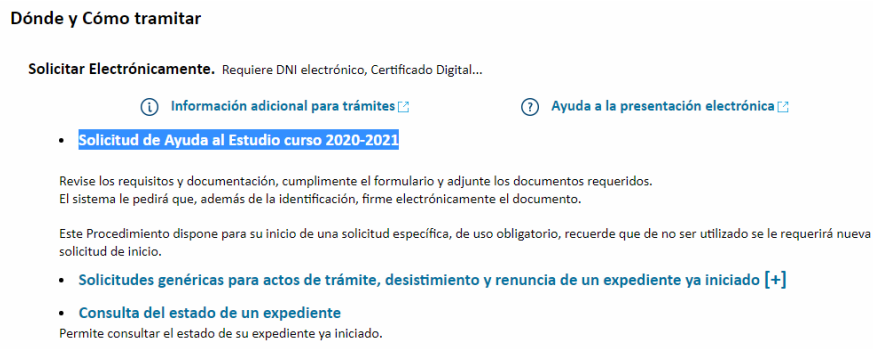 Dónde y Cómo tramitar
Solicitar Electrónicamente. Requiere DNI electrónico, Certificado Digital...
Información adicional para trámites
Ayuda a la presentación electrónica
Solicitud de Ayuda al Estudio curso 2020-2021
Revise los requisitos y documentación, cumplimente el formulario y adjunte los documentos requeridos.
El sistema le pedirá que, además de la identificación, firme electrónicamente el documento.
Este Procedimiento dispone para su inicio de una solicitud específica, de uso obligatorio, recuerde que de no ser utilizado se le requerirá nueva
solicitud de inicio.
Solicitudes genéricas para actos de trámite, desistimiento y renuncia de un expediente ya iniciado [+]
Consulta del estado de un expediente
Permite consultar el estado de su expediente ya iniciado.